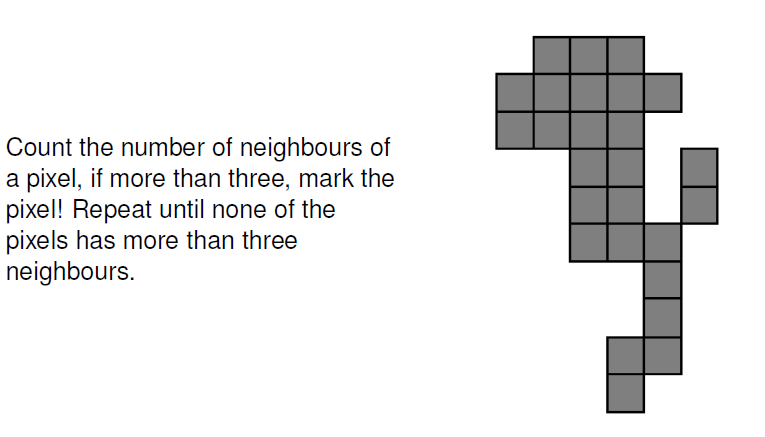 Count the number of neighbours of
a pixel, if more than three, mark the
pixel! Repeat until none of the
pixels has more than three
neighbours.